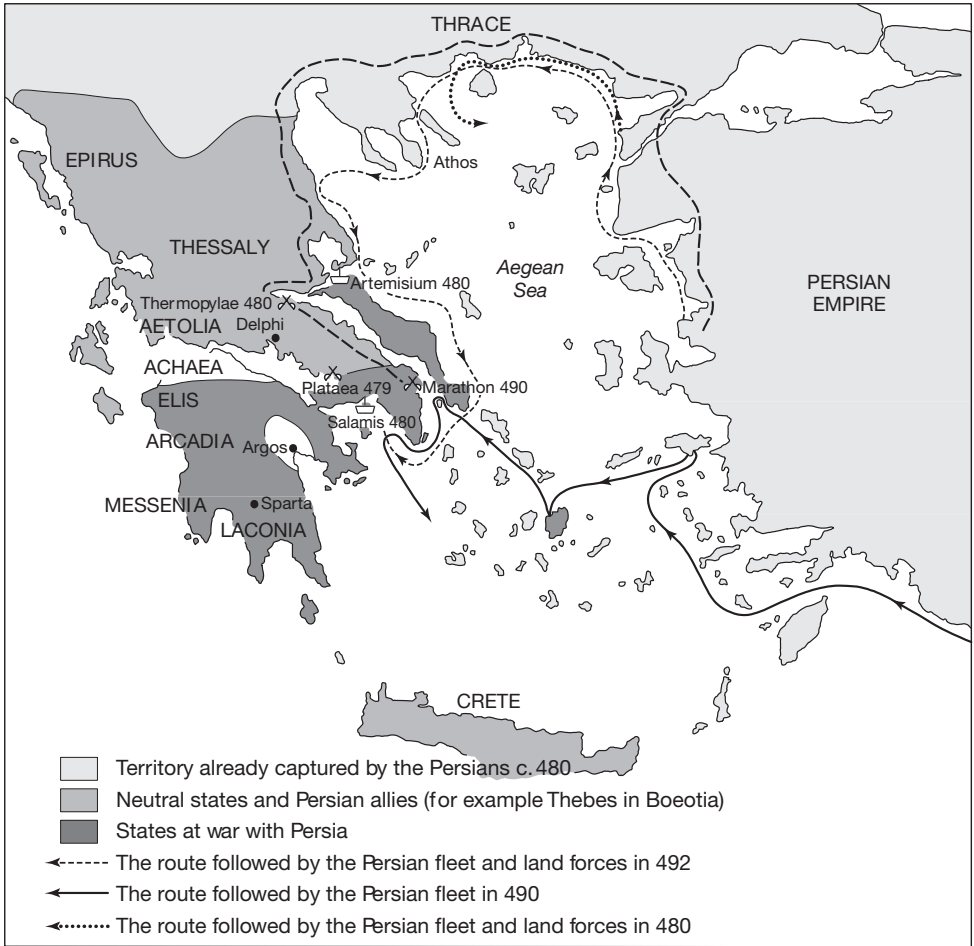 THRACE
EPIRUS
Athos
THESSALY
Aegean
Sea
PERSIAN
EMPIRE
Artemisium 480
Thermopylae 480
AETOLIA
Delphi
ACHAEA
Plataea 479
Marathon 490
ELIS
Salamis 480
ARCADIA
Argos
MESSENIA
Sparta
LACONIA
CRETE
Territory already captured by the Persians c. 480
Neutral states and Persian allies (for example Thebes in Boeotia)
States at war with Persia
The route followed by the Persian fleet and land forces in 492
The route followed by the Persian fleet in 490
The route followed by the Persian fleet and land forces in 480